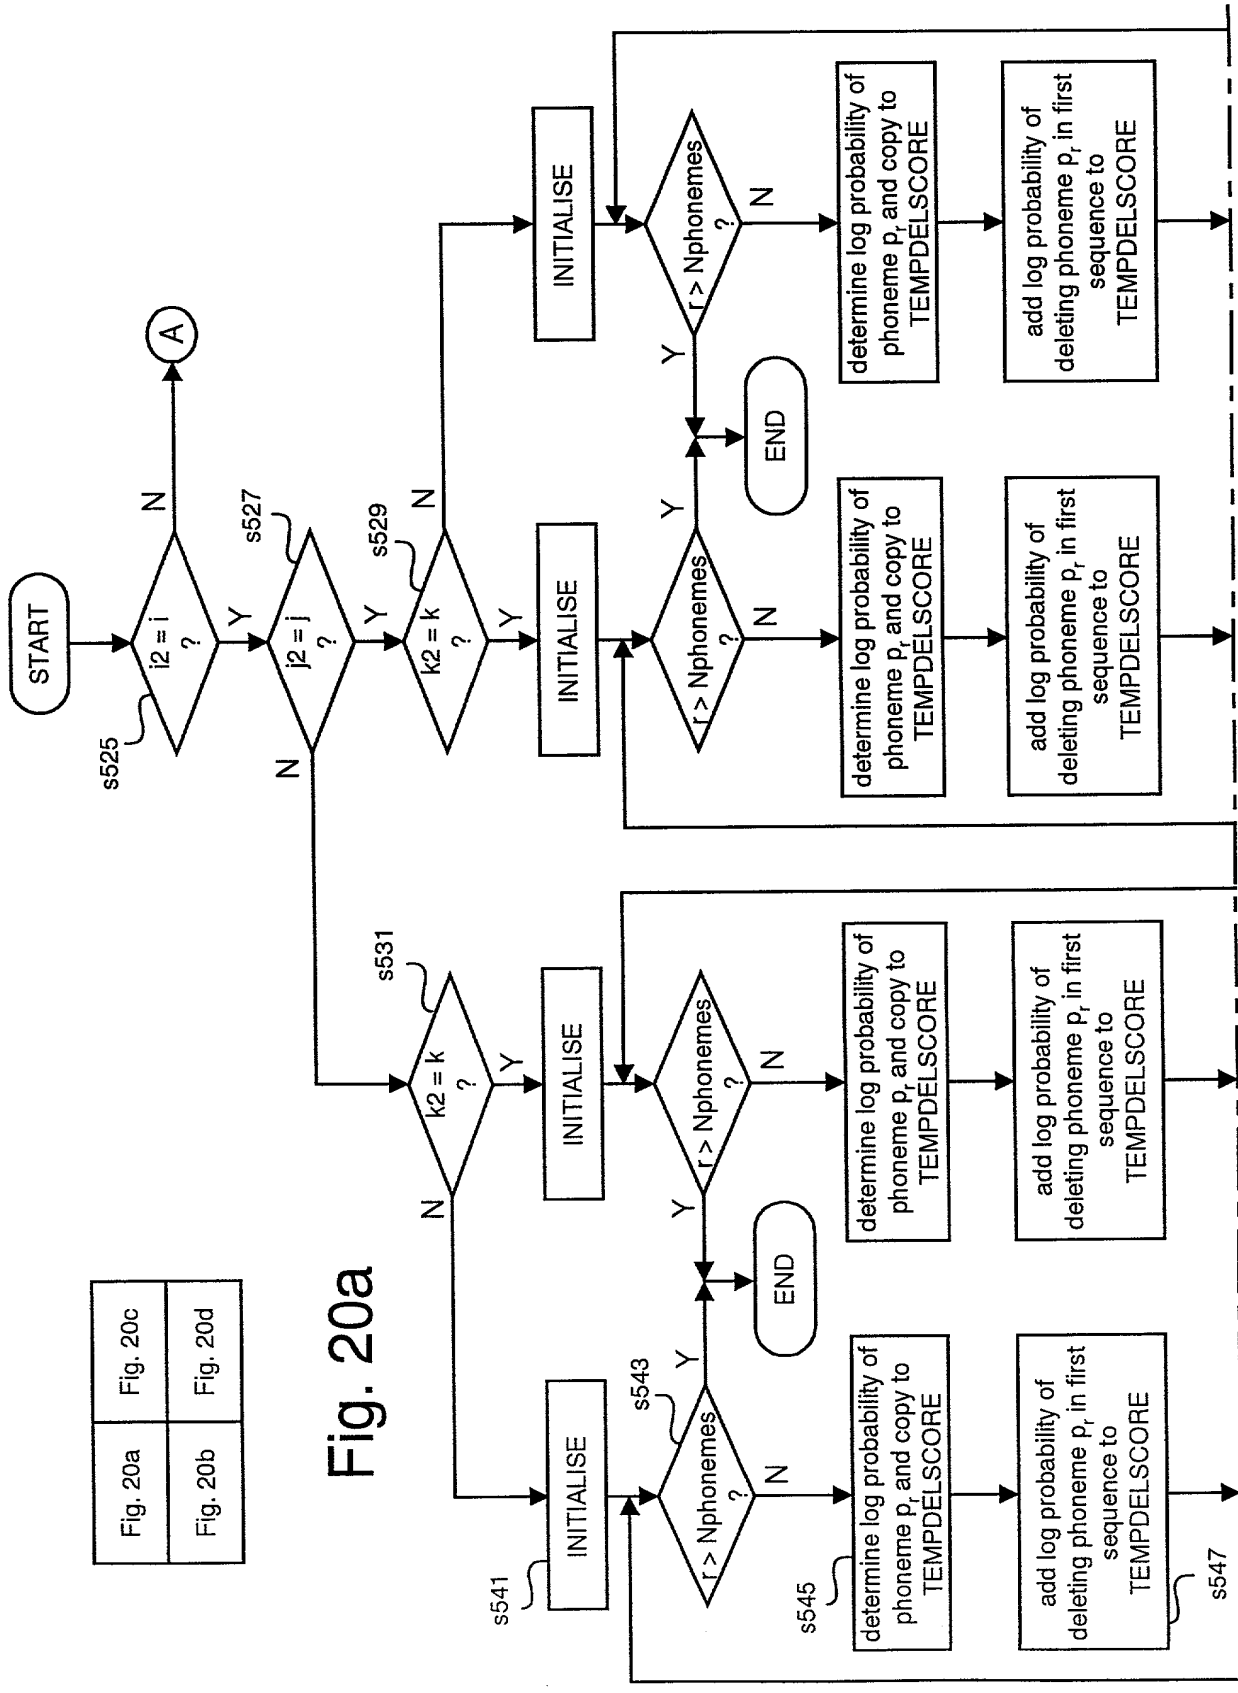 Fig. 20a
Fig. 20c
Fig. 20b
Fig. 20d
Fig. 20a
START
s525
i2 = i
?
N
A
Y
s527
j2 = j
?
N
Y
s531
k2 = k
?
N
Y
s529
k2 = k
?
N
Y
s541
INITIALISE
INITIALISE
INITIALISE
INITIALISE
s543
r > Nphonemes
?
Y
N
r > Nphonemes
?
Y
N
r > Nphonemes
?
Y
N
r > Nphonemes
?
Y
N
END
END
s545
determine log probability of
phoneme pr and copy to
TEMPDELSCORE
determine log probability of
phoneme pr and copy to
TEMPDELSCORE
determine log probability of
phoneme pr and copy to
TEMPDELSCORE
determine log probability of
phoneme pr and copy to
TEMPDELSCORE
add log probability of
deleting phoneme pr in first
sequence to
TEMPDELSCORE
s547
add log probability of
deleting phoneme pr in first
sequence to
TEMPDELSCORE
add log probability of
deleting phoneme pr in first
sequence to
TEMPDELSCORE
add log probability of
deleting phoneme pr in first
sequence to
TEMPDELSCORE